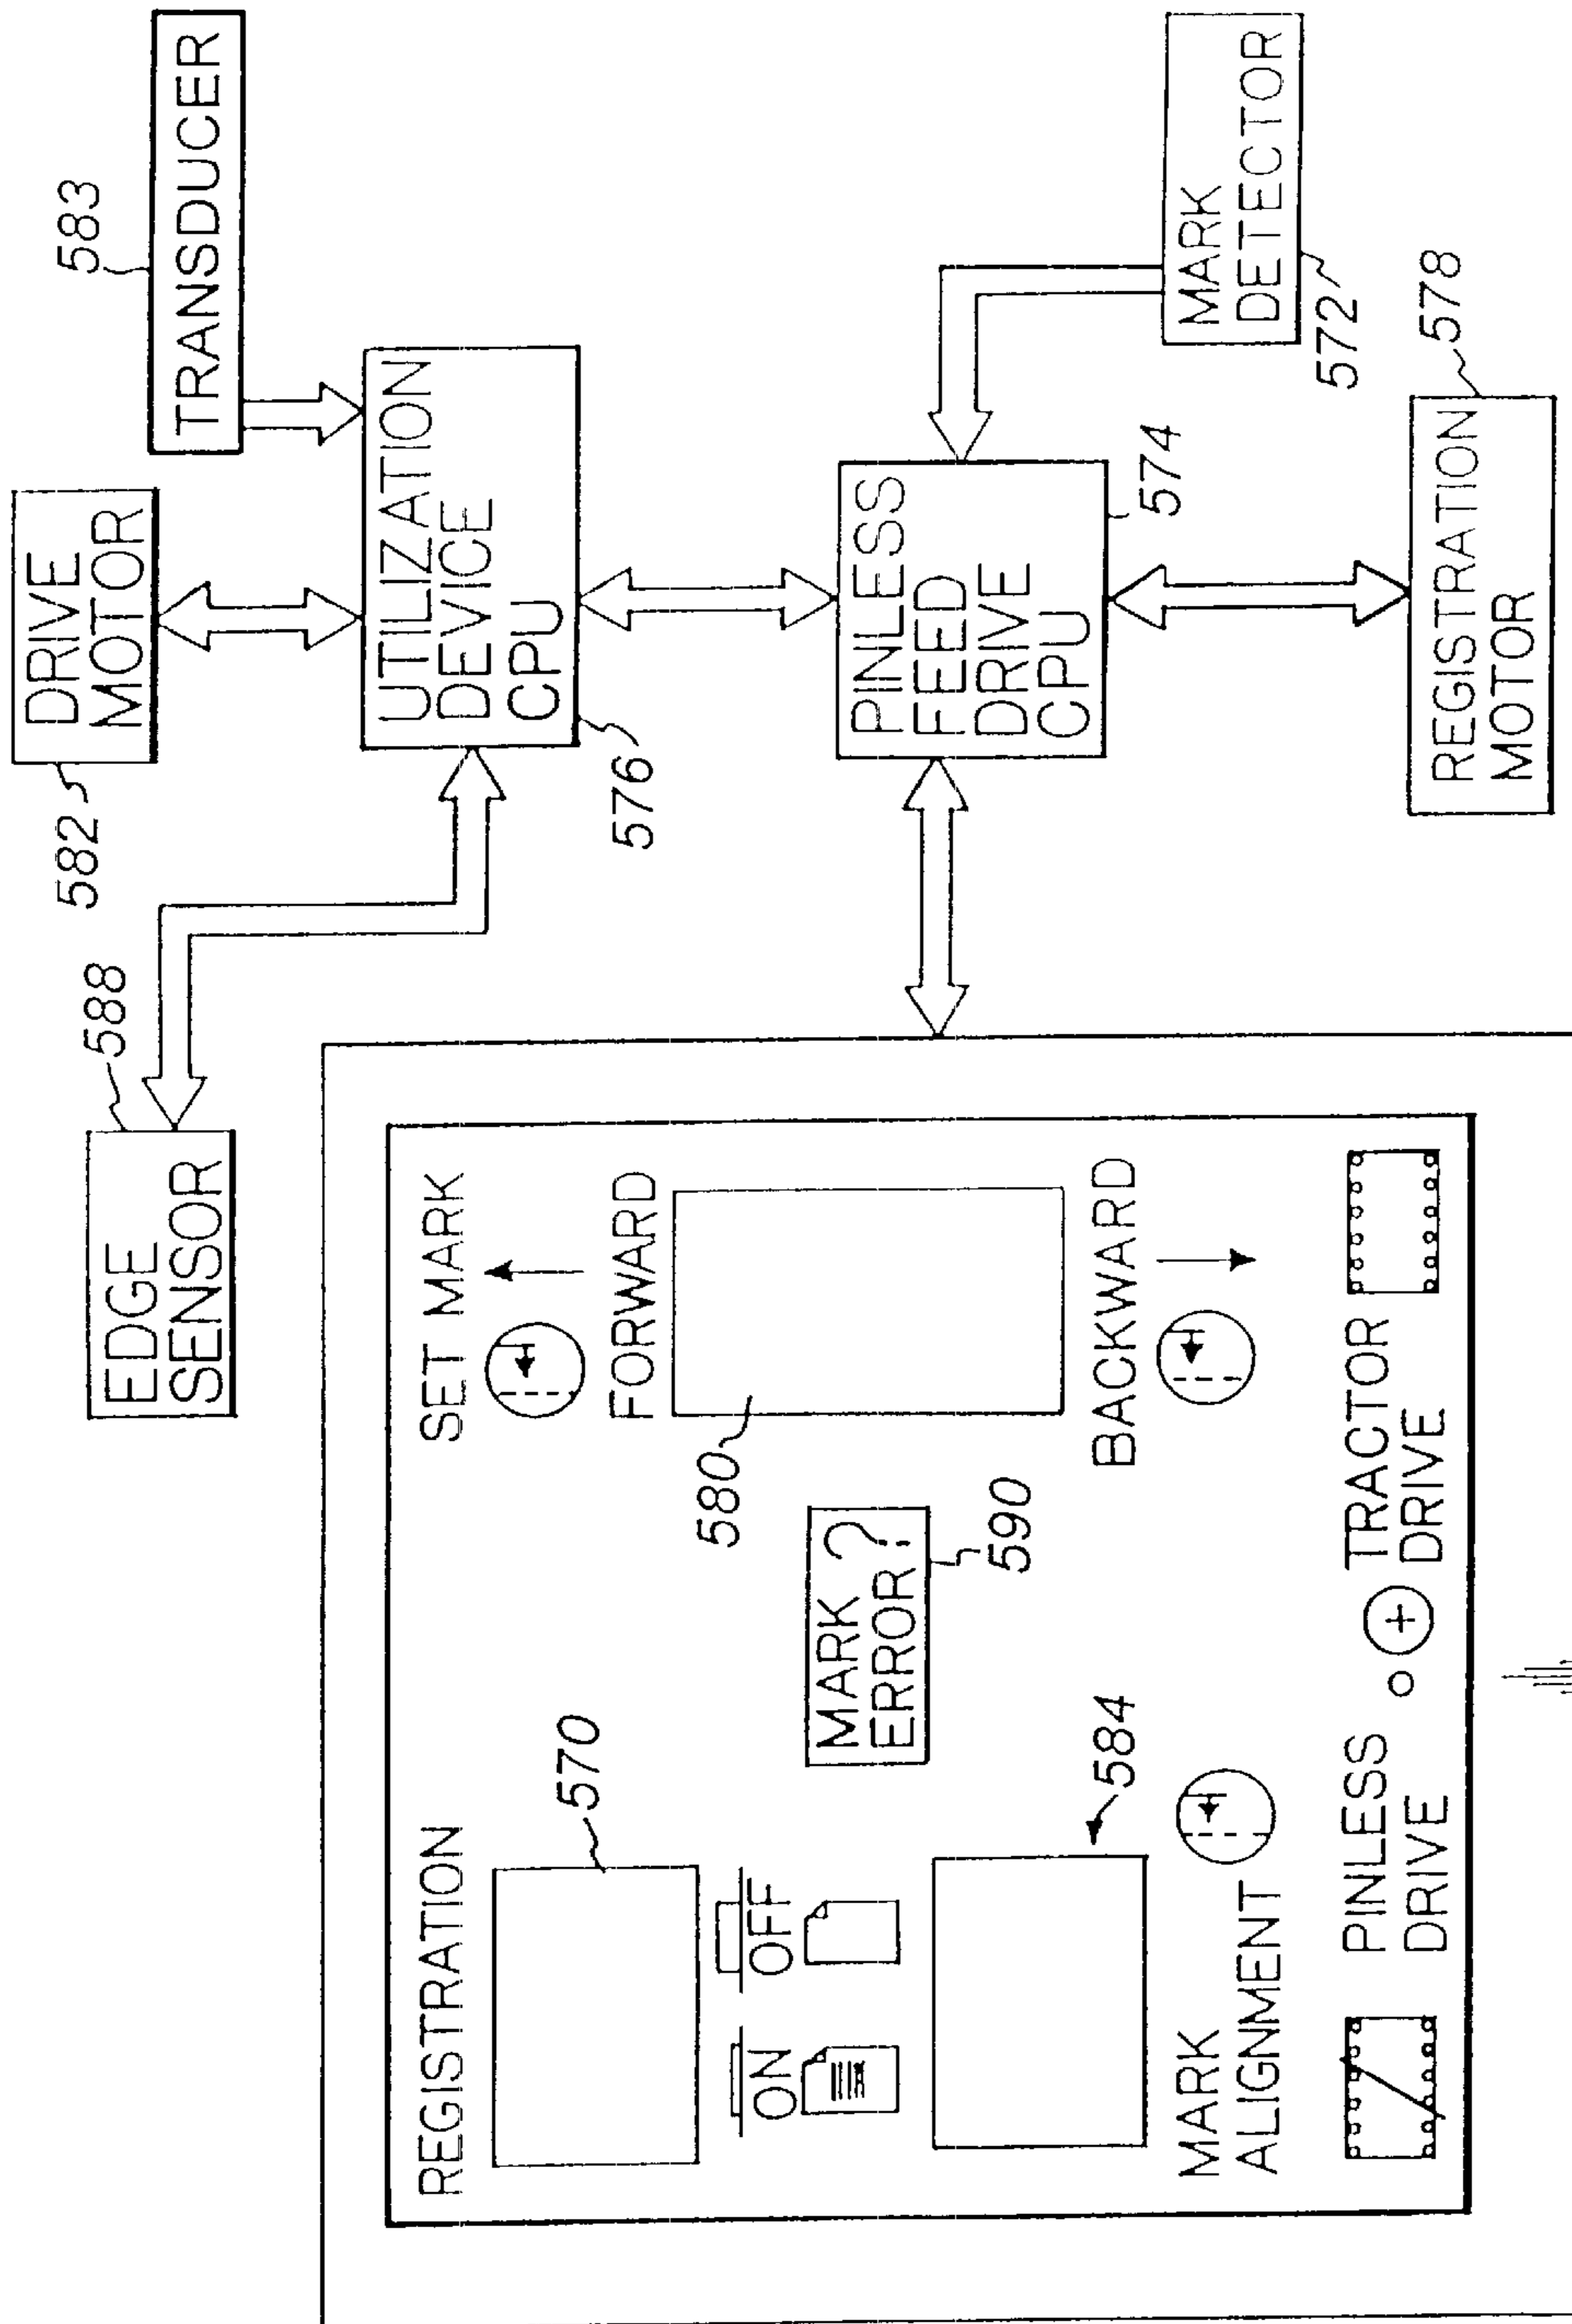 583
TRANSDUCER
DRIVE
MOTOR
582
UTILIZATION
DEVICE
CPU
576
588
EDGE
SENSOR
PINLESS
FEED
DRIVE
CPU
574
MARK
DETECTOR
572
REGISTRATION
MOTOR
578
REGISTRATION
570
ON
OFF
584
MARK
ALIGNMENT
MARK ?
ERROR ?
590
SET MARK
FORWARD
580
BACKWARD
PINLESS
DRIVE
TRACTOR
DRIVE